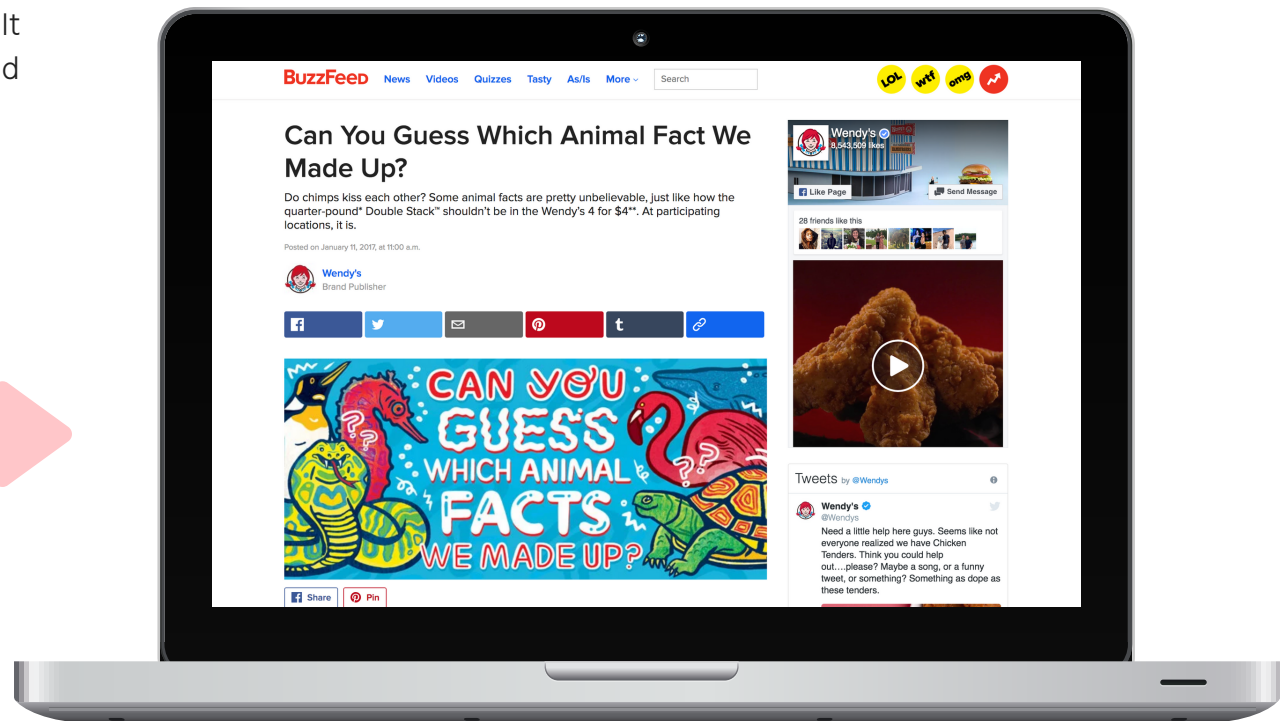 It
d
BuzzFeed News Videos Quizzes Tasty As/Is More Search
LOL wtf omg
Can You Guess Which Animal Fact We
Made Up?
Do chimps kiss each other? Some animal facts are pretty unbelievable, just like how the
quarter-pound* Double Stack™ shouldn't be in the Wendy's 4 for $4**. At participating
locations, it is.
Posted on January 11, 2017, at 11:00 a.m.
Wendy's
Brand Publisher
CAN YOU
GUESS
WHICH ANIMAL
FACTS
WE MADE UP?
??
??
Share Pin
Wendy's
8,543,509 likes
Like Page Send Message
28 friends like this
Tweets by @Wendys
Wendy's
@Wendys
Need a little help here guys. Seems like not
everyone realized we have Chicken
Tenders. Think you could help
out....please? Maybe a song, or a funny
tweet, or something? Something as dope as
these tenders.